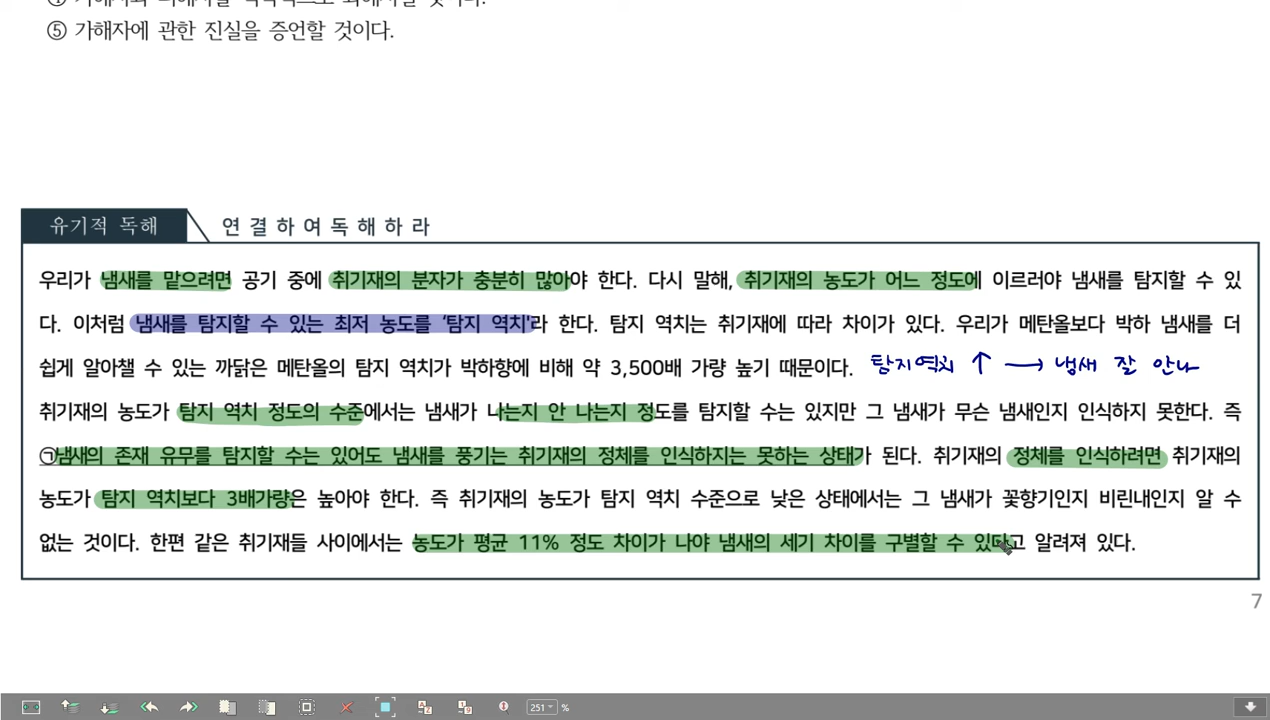 ⑤ 가해자에 관한 진실을 증언할 것이다.
유기적 독해 연결하여독해하라
우리가 냄새를 맡으려면 공기 중에 취기재의 분자가 충분히 많아야 한다. 다시 말해, 취기재의 농도가 어느 정도에 이르러야 냄새를 탐지할 수 있
다. 이처럼 냄새를 탐지할 수 있는 최저 농도를 '탐지 역치'라 한다. 탐지 역치는 취기재에 따라 차이가 있다. 우리가 메탄올보다 박하 냄새를 더
쉽게 알아챌 수 있는 까닭은 메탄올의 탐지 역치가 박하향에 비해 약 3,500배 가량 높기 때문이다. 탐지역치 ↑ → 냄새 잘 안나
취기재의 농도가 탐지 역치 정도의 수준에서는 냄새가 나는지 안 나는지 정도를 탐지할 수는 있지만 그 냄새가 무슨 냄새인지 인식하지 못한다. 즉
㉠냄새의 존재 유무를 탐지할 수는 있어도 냄새를 풍기는 취기재의 정체를 인식하지는 못하는 상태가 된다. 취기재의 정체를 인식하려면 취기재의
농도가 탐지 역치보다 3배가량은 높아야 한다. 즉 취기재의 농도가 탐지 역치 수준으로 낮은 상태에서는 그 냄새가 꽃향기인지 비린내인지 알 수
없는 것이다. 한편 같은 취기재들 사이에서는 농도가 평균 11% 정도 차이가 나야 냄새의 세기 차이를 구별할 수 있다고 알려져 있다.
7
251 %